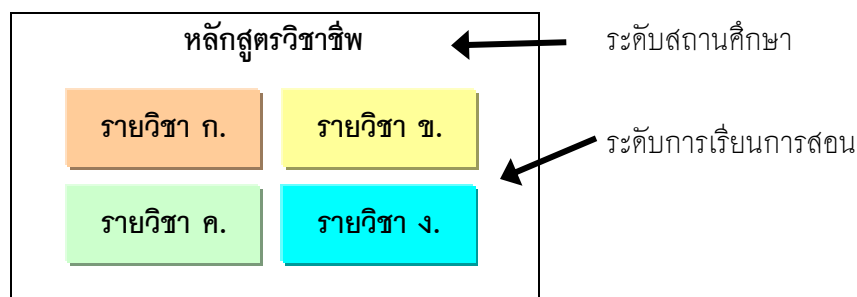 หลักสูตรวิชาชีพ
ระดับสถานศึกษา
รายวิชา ก.
รายวิชา ข.
ระดับการเรียนการสอน
รายวิชา ค.
รายวิชา ง.